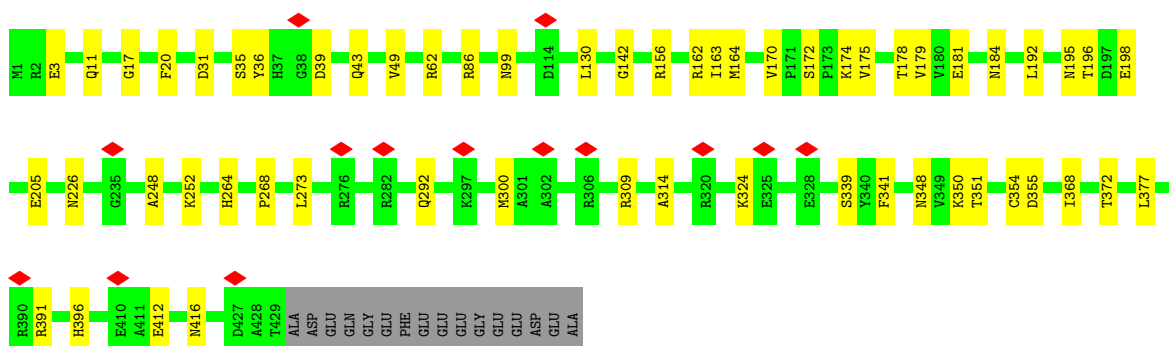 M1 R2 E3 Q11 G17 F20 D31 S35 Y36 H37 G38 D39 Q43 V49 R62 R86 N99 D114 L130 G142 R156 R162 I163 M164 V170 P171 S172 P173 K174 V175 T178 V179 V180 E181 N184 L192 N195 T196 D197 E198
E205 N226 G235 A248 K252 H264 P268 L273 R276 R282 Q292 K297 M300 A301 A302 R306 R309 A314 R320 K324 E325 E328 S339 Y340 F341 N348 V349 K350 T351 C354 D355 I368 T372 L377
R390 R391 H396 E410 A411 E412 N416 D427 A428 T429 ALA ASP GLU GLN GLY GLU PHE GLU GLU GLU GLY GLU GLU ASP GLU ALA